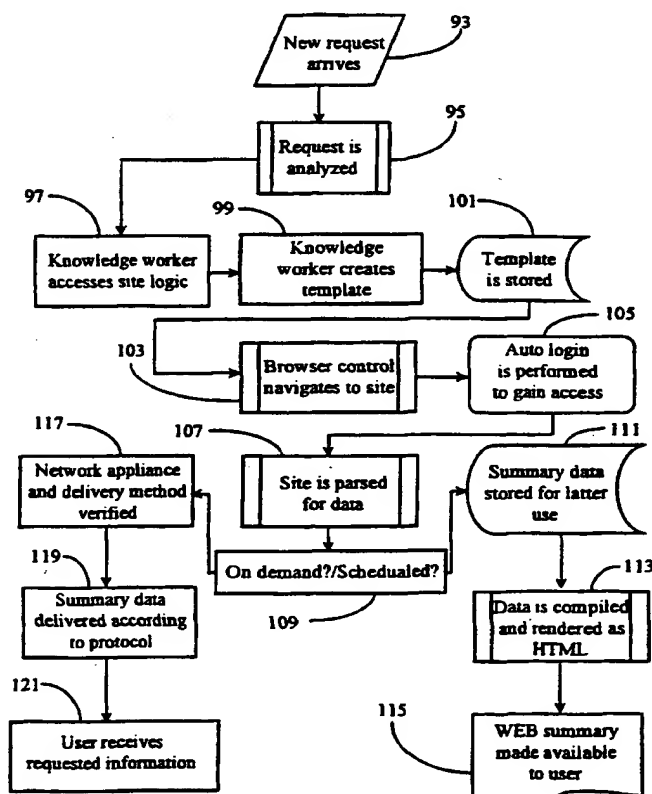 93
New request
arrives
95
Request is
analyzed
97
Knowledge worker
accesses site logic
99
Knowledge
worker creates
template
101
Template
is stored
103
Browser control
navigates to site
105
Auto login
is performed
to gain access
107
Site is parsed
for data
109
On demand?/Schedualed?
111
Summary data
stored for latter
use
113
Data is compiled
and rendered as
HTML
115
WEB summary
made available
to user
117
Network appliance
and delivery method
verified
119
Summary data
delivered according
to protocol
121
User receives
requested information